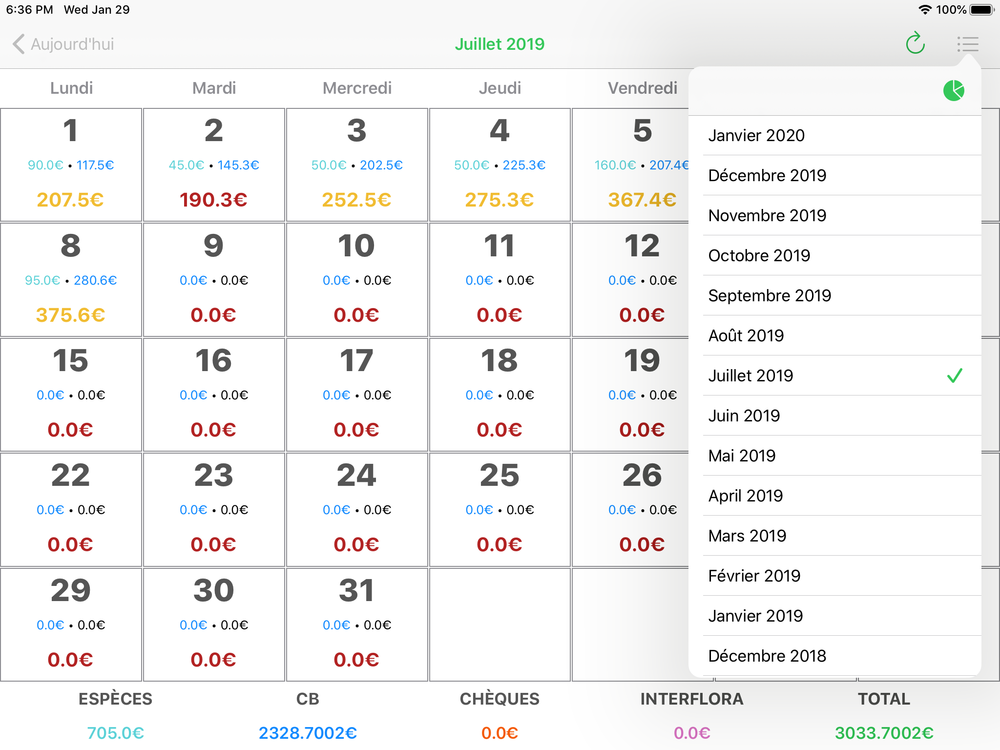 6:36 PM Wed Jan 29 100%
Aujourd'hui Juillet 2019
Lundi Mardi Mercredi Jeudi Vendredi
1 2 3 4 5
90.0€ • 117.5€ 45.0€ • 145.3€ 50.0€ • 202.5€ 50.0€ • 225.3€ 160.0€ • 207.4€
207.5€ 190.3€ 252.5€ 275.3€ 367.4€
8 9 10 11 12
95.0€ • 280.6€ 0.0€ • 0.0€ 0.0€ • 0.0€ 0.0€ • 0.0€ 0.0€ • 0.0€
375.6€ 0.0€ 0.0€ 0.0€ 0.0€
15 16 17 18 19
0.0€ • 0.0€ 0.0€ • 0.0€ 0.0€ • 0.0€ 0.0€ • 0.0€ 0.0€ • 0.0€
0.0€ 0.0€ 0.0€ 0.0€ 0.0€
22 23 24 25 26
0.0€ • 0.0€ 0.0€ • 0.0€ 0.0€ • 0.0€ 0.0€ • 0.0€ 0.0€ • 0.0€
0.0€ 0.0€ 0.0€ 0.0€ 0.0€
29 30 31
0.0€ • 0.0€ 0.0€ • 0.0€ 0.0€ • 0.0€
0.0€ 0.0€ 0.0€
Janvier 2020
Décembre 2019
Novembre 2019
Octobre 2019
Septembre 2019
Août 2019
Juillet 2019
Juin 2019
Mai 2019
April 2019
Mars 2019
Février 2019
Janvier 2019
Décembre 2018
ESPÈCES CB CHÈQUES INTERFLORA TOTAL
705.0€ 2328.7002€ 0.0€ 0.0€ 3033.7002€